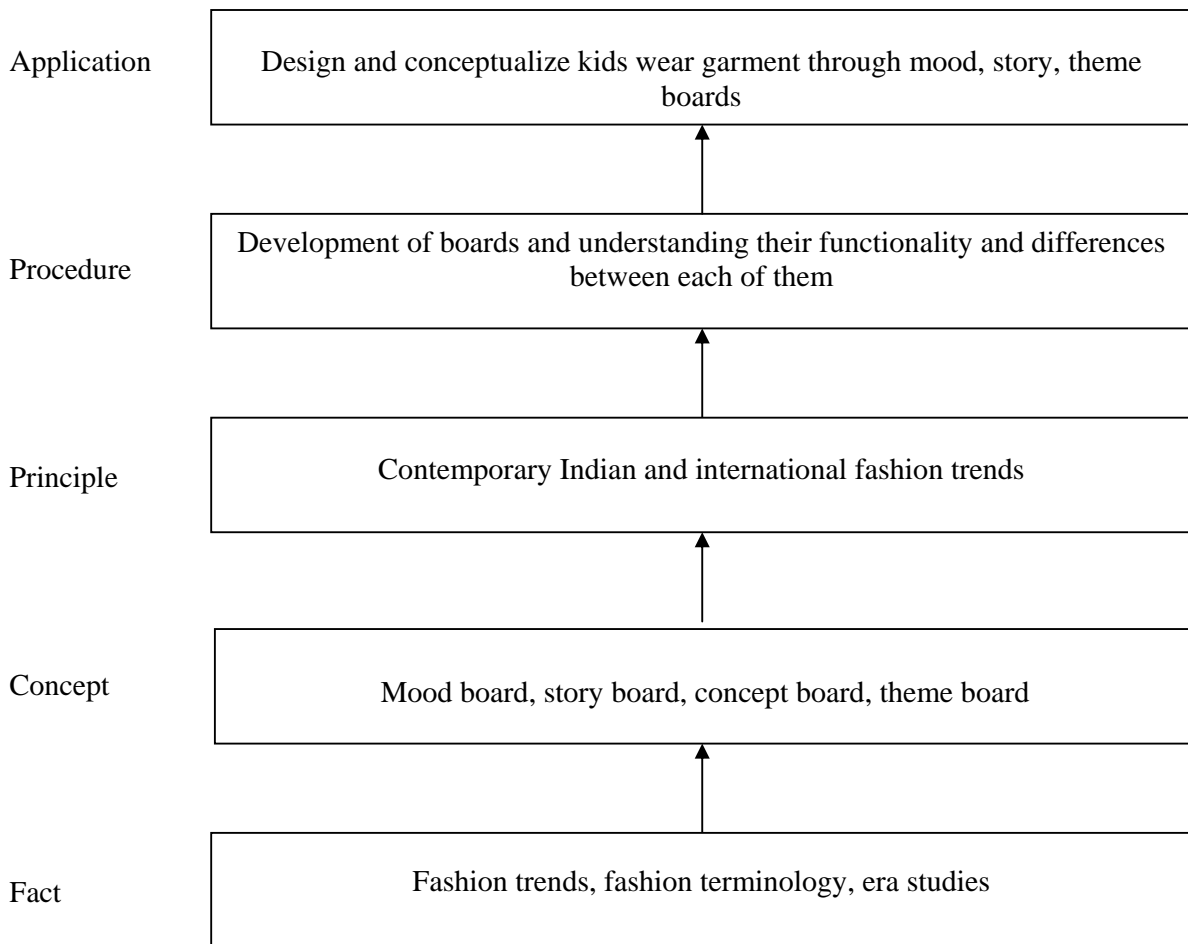 Application
Design and conceptualize kids wear garment through mood, story, theme
boards
Procedure
Development of boards and understanding their functionality and differences
between each of them
Principle
Contemporary Indian and international fashion trends
Concept
Mood board, story board, concept board, theme board
Fact
Fashion trends, fashion terminology, era studies